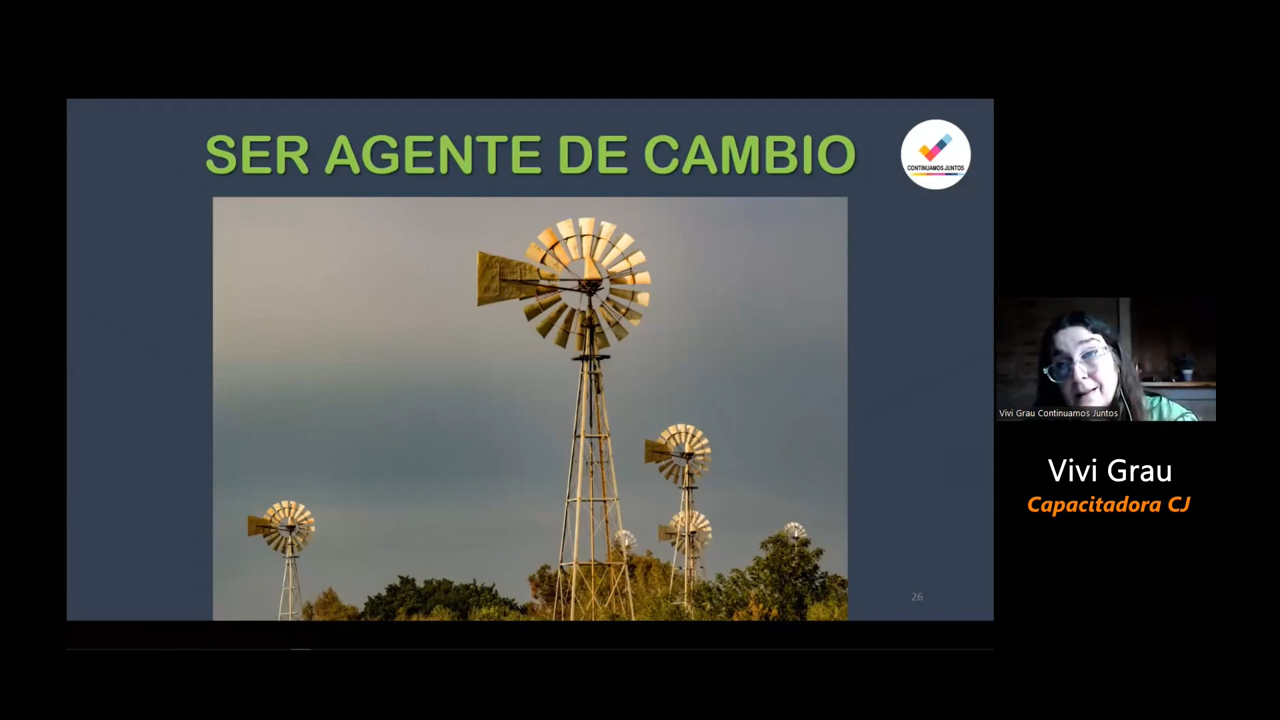 SER AGENTE DE CAMBIO
CONTINUAMOS JUNTOS
Vivi Grau Continuamos Juntos
Vivi Grau
Capacitadora CJ
26